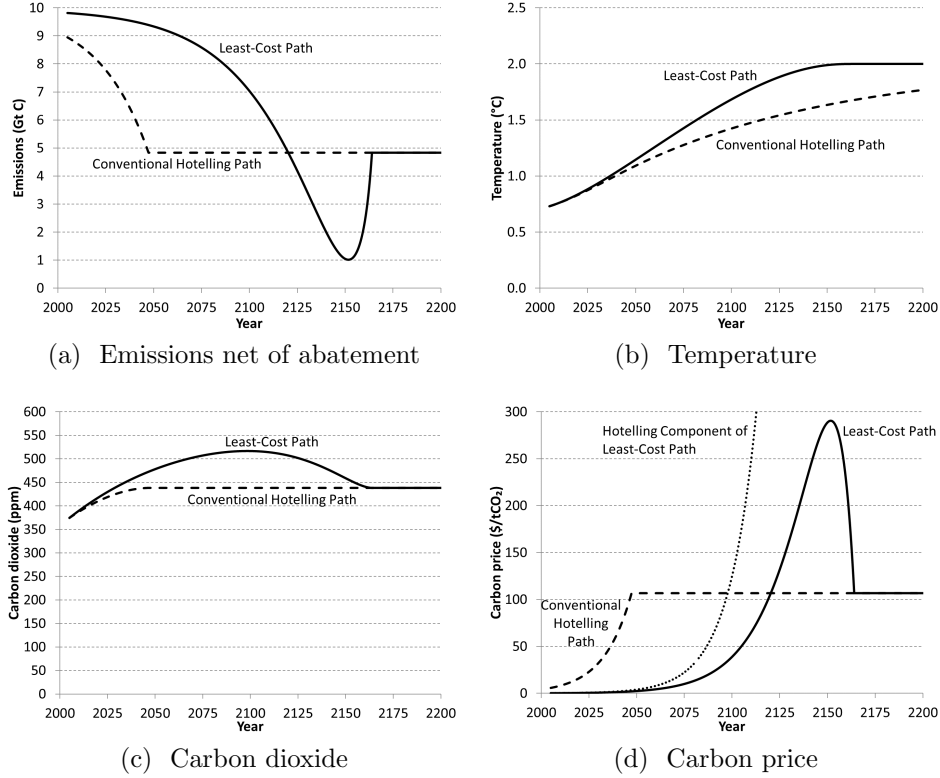 10
9
8
7
6
5
4
3
2
1
0
Emissions (Gt C)
Least-Cost Path
Conventional Hotelling Path
2000 2025 2050 2075 2100 2125 2150 2175 2200
Year
(a) Emissions net of abatement
2.5
2.0
1.5
1.0
0.5
0.0
Temperature (°C)
Least-Cost Path
Conventional Hotelling Path
2000 2025 2050 2075 2100 2125 2150 2175 2200
Year
(b) Temperature
600
550
500
450
400
350
300
250
200
150
100
50
0
Carbon dioxide (ppm)
Least-Cost Path
Conventional Hotelling Path
2000 2025 2050 2075 2100 2125 2150 2175 2200
Year
(c) Carbon dioxide
300
250
200
150
100
50
0
Carbon price ($/tCO₂)
Hotelling Component of
Least-Cost Path
Least-Cost Path
Conventional
Hotelling
Path
2000 2025 2050 2075 2100 2125 2150 2175 2200
Year
(d) Carbon price